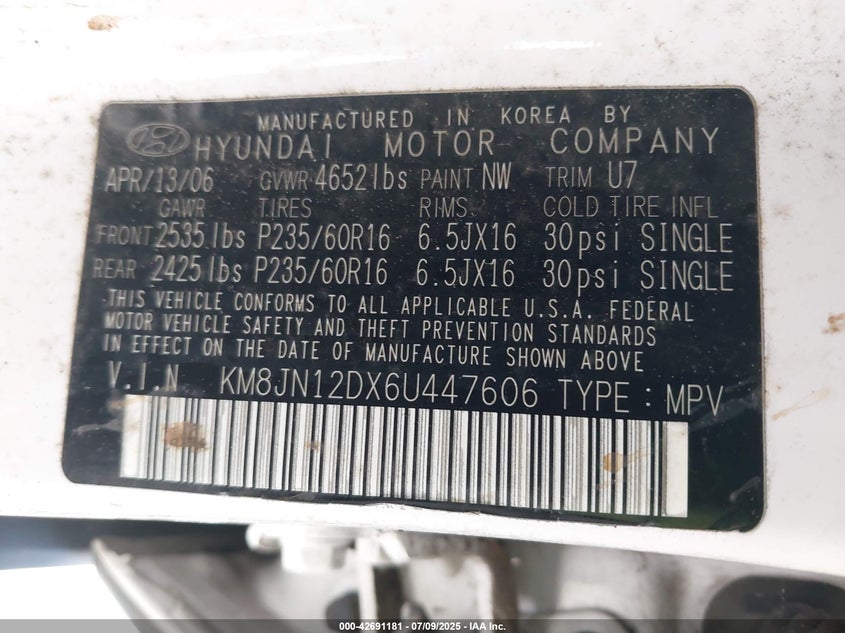 MANUFACTURED IN KOREA BY
HYUNDAI MOTOR COMPANY
APR/13/06 GVWR 4652lbs PAINT NW TRIM U7
GAWR TIRES RIMS COLD TIRE INFL
FRONT 2535 lbs P235/60R16 6.5JX16 30psi SINGLE
REAR 2425 lbs P235/60R16 6.5JX16 30psi SINGLE
THIS VEHICLE CONFORMS TO ALL APPLICABLE U.S.A. FEDERAL
MOTOR VEHICLE SAFETY AND THEFT PREVENTION STANDARDS
IN EFFECT ON THE DATE OF MANUFACTURE SHOWN ABOVE
V.I.N KM8JN12DX6U447606 TYPE : MPV
000-42691181 - 07/09/2025 - IAA Inc.